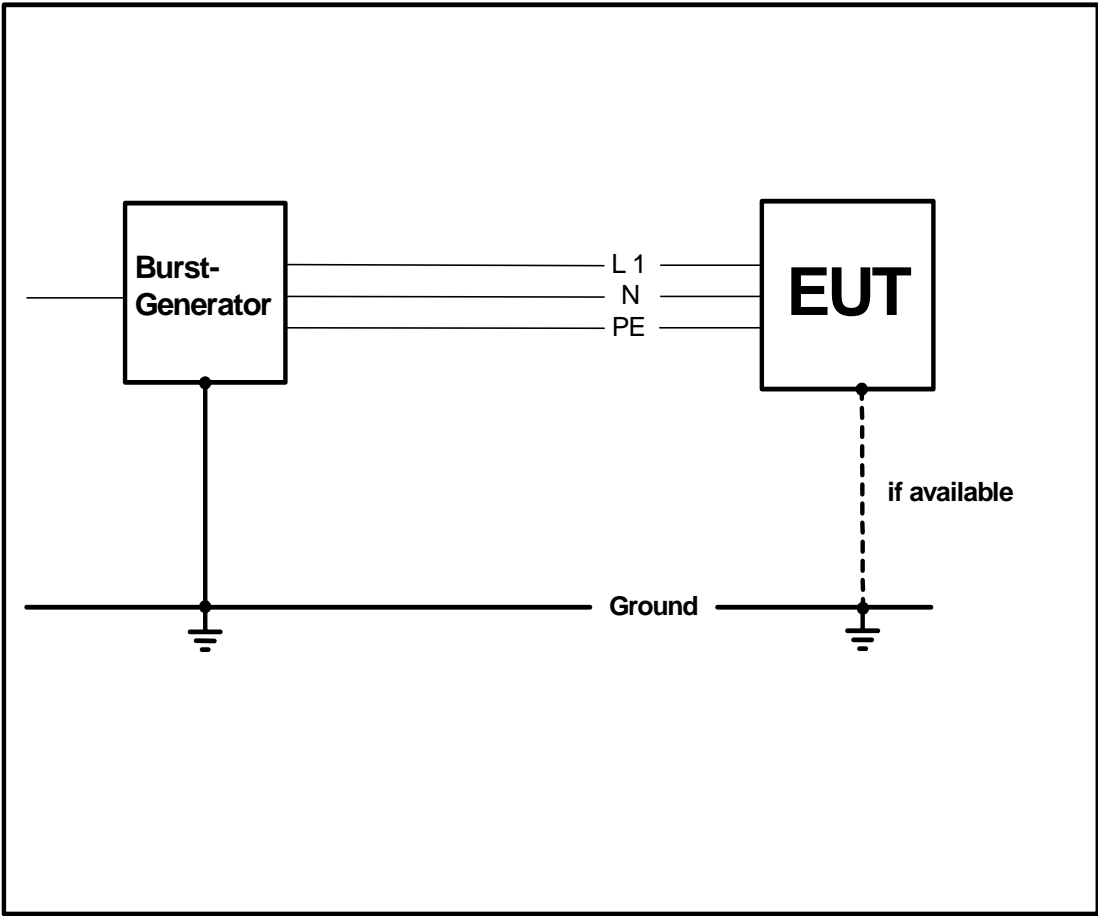 Burst-
Generator
L 1
N
PE
EUT
if available
Ground